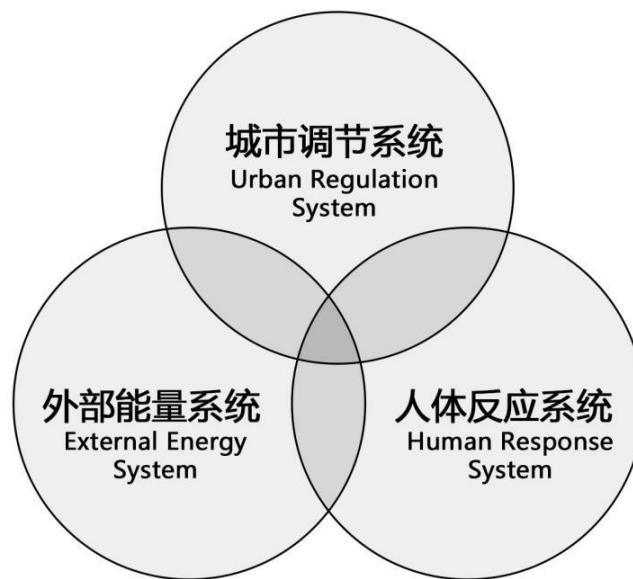 城市调节系统
Urban Regulation
System
外部能量系统
External Energy
System
人体反应系统
Human Response
System